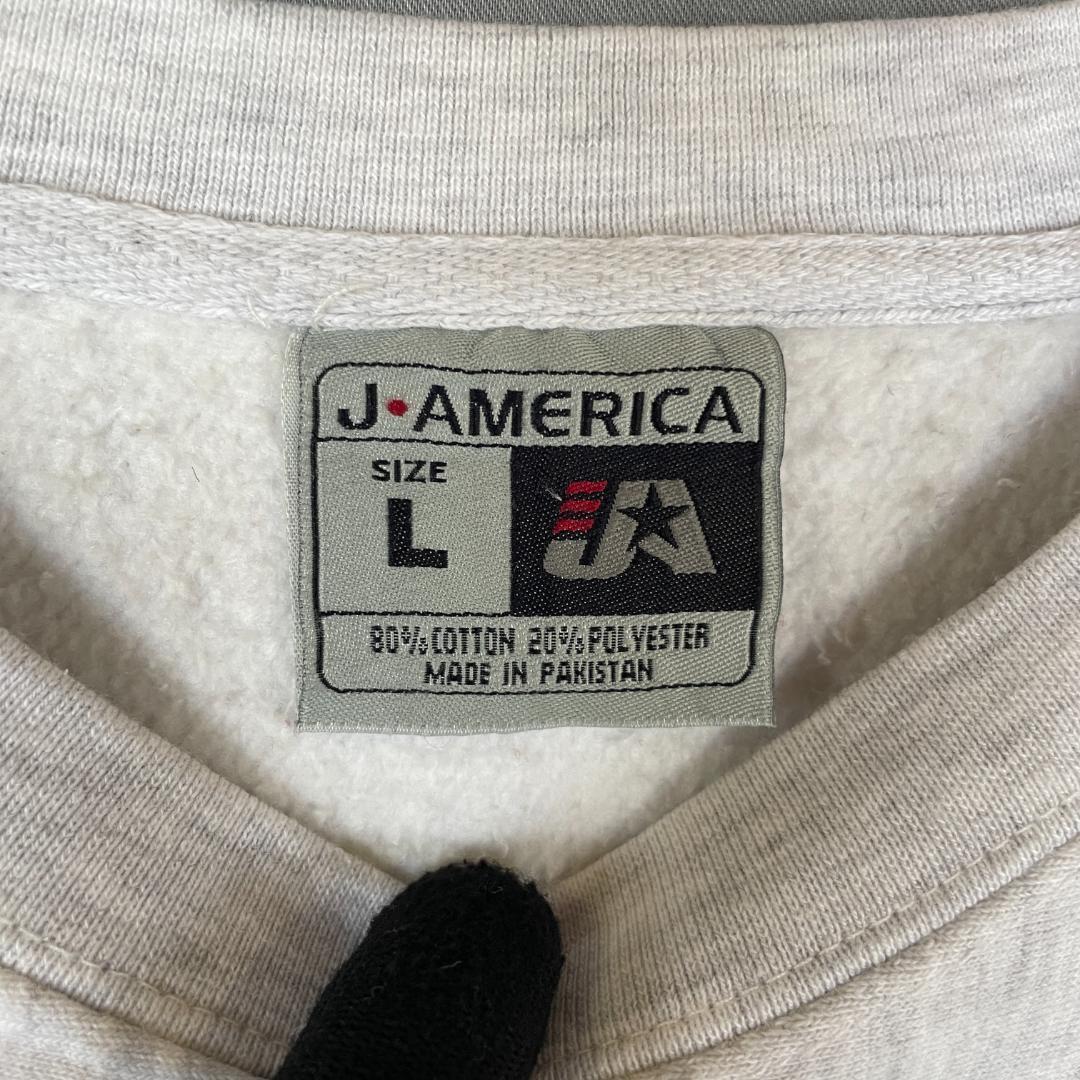 J•AMERICA
SIZE
L
JA
80% COTTON 20% POLYESTER
MADE IN PAKISTAN